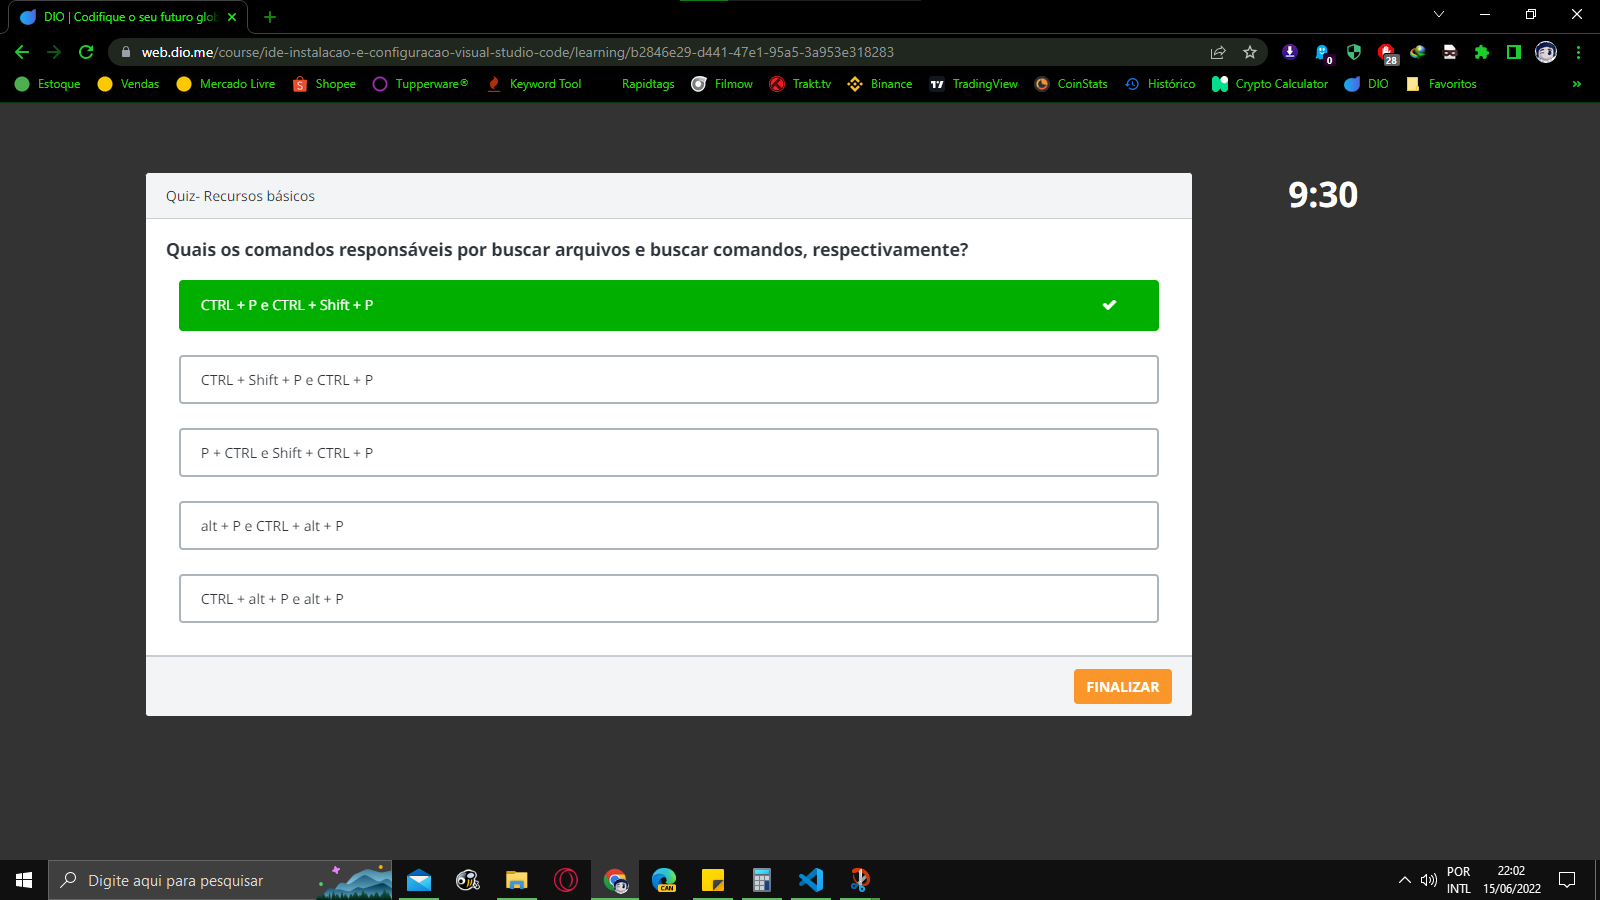 DIO | Codifique o seu futuro glob
web.dio.me/course/ide-instalacao-e-configuracao-visual-studio-code/learning/b2846e29-d441-47e1-95a5-3a953e318283
0
28
Estoque Vendas Mercado Livre Shopee Tupperware® Keyword Tool Rapidtags Filmow Trakt.tv Binance TradingView CoinStats Histórico Crypto Calculator DIO Favoritos »
Quiz- Recursos básicos
9:30
Quais os comandos responsáveis por buscar arquivos e buscar comandos, respectivamente?
CTRL + P e CTRL + Shift + P
CTRL + Shift + P e CTRL + P
P + CTRL e Shift + CTRL + P
alt + P e CTRL + alt + P
CTRL + alt + P e alt + P
FINALIZAR
Digite aqui para pesquisar
CAN
POR
INTL
22:02
15/06/2022